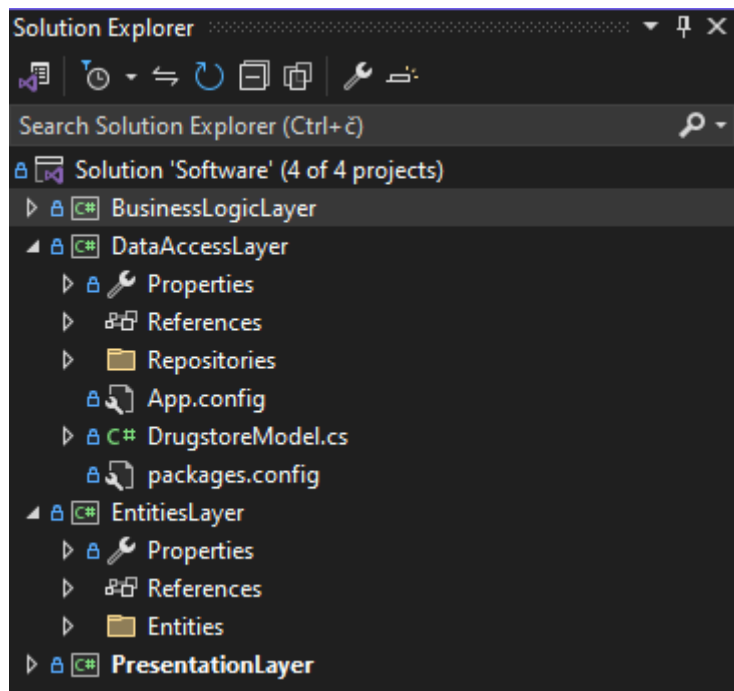 Solution Explorer
Search Solution Explorer (Ctrl+č)
Solution 'Software' (4 of 4 projects)
C# BusinessLogicLayer
C# DataAccessLayer
Properties
References
Repositories
App.config
C# DrugstoreModel.cs
packages.config
C# EntitiesLayer
Properties
References
Entities
C# PresentationLayer